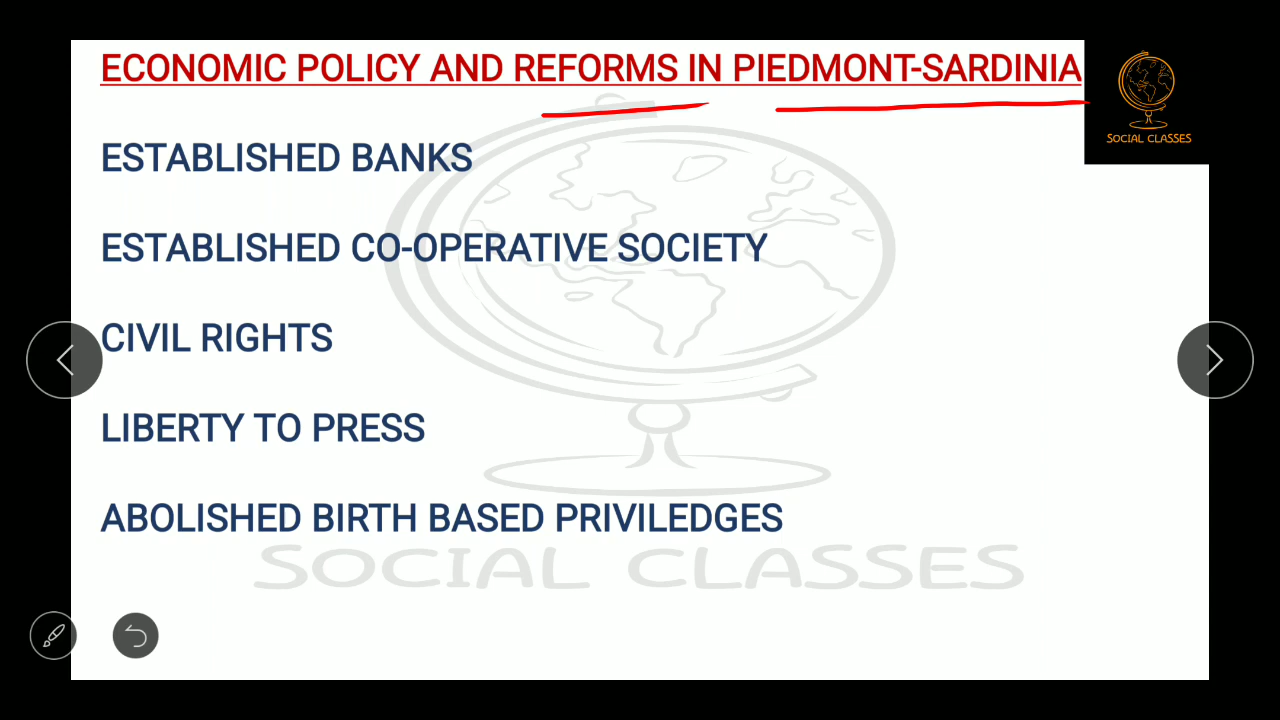 ECONOMIC POLICY AND REFORMS IN PIEDMONT-SARDINIA
SOCIAL CLASSES
ESTABLISHED BANKS
ESTABLISHED CO-OPERATIVE SOCIETY
CIVIL RIGHTS
LIBERTY TO PRESS
ABOLISHED BIRTH BASED PRIVILEDGES
SOCIAL CLASSES